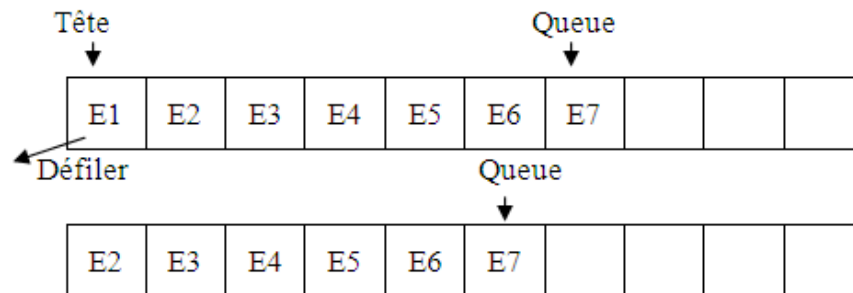 Tête Queue
E1 E2 E3 E4 E5 E6 E7
Défiler Queue
E2 E3 E4 E5 E6 E7